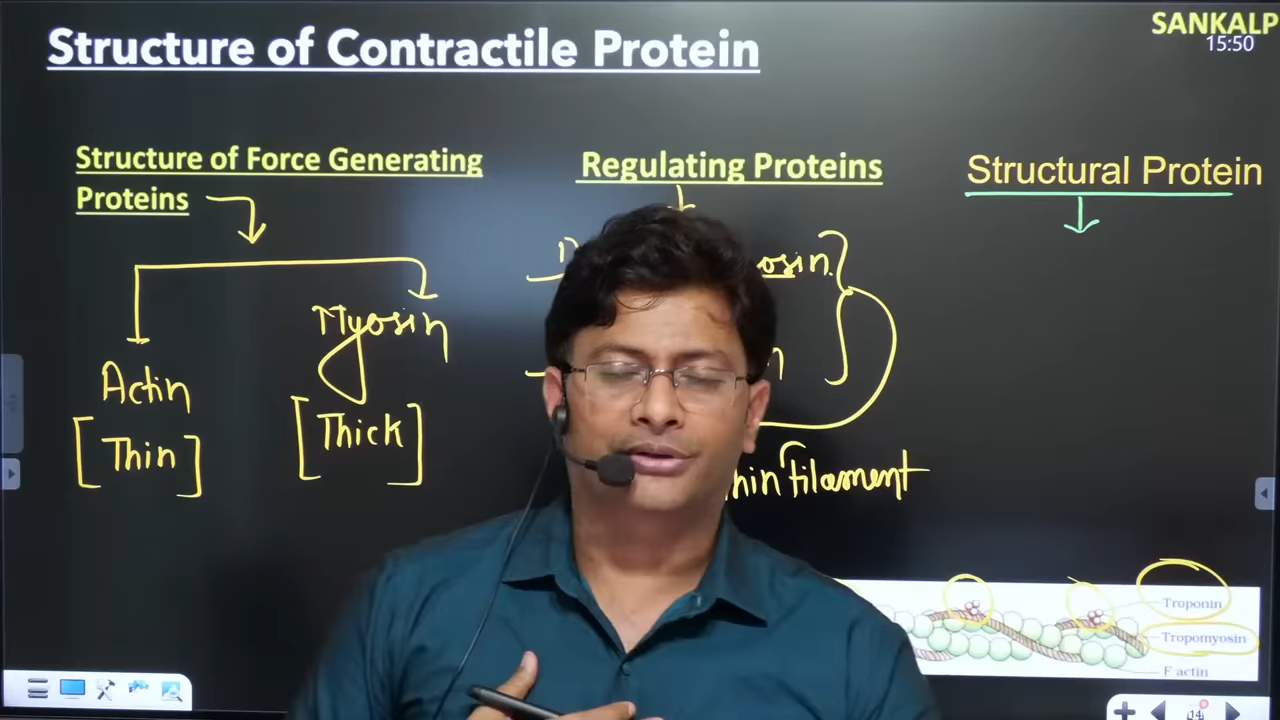 Structure of Contractile Protein
SANKALP
15:50
Structure of Force Generating
Proteins
Regulating Proteins
Structural Protein
Myosin
Actin
[Thick]
[Thin]
filament
Troponin
Tropomyosin
F actin
14